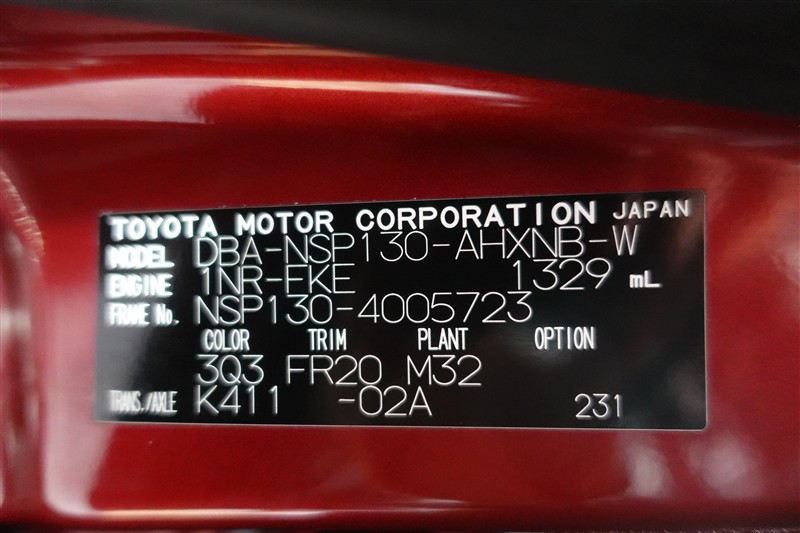 TOYOTA MOTOR CORPORATION JAPAN
MODEL DBA-NSP130-AHXNB-W
ENGINE 1NR-FKE 1329 mL
FRAME No. NSP130-4005723
COLOR TRIM PLANT OPTION
3Q3 FR20 M32
TRANS./AXLE K411 -02A 231